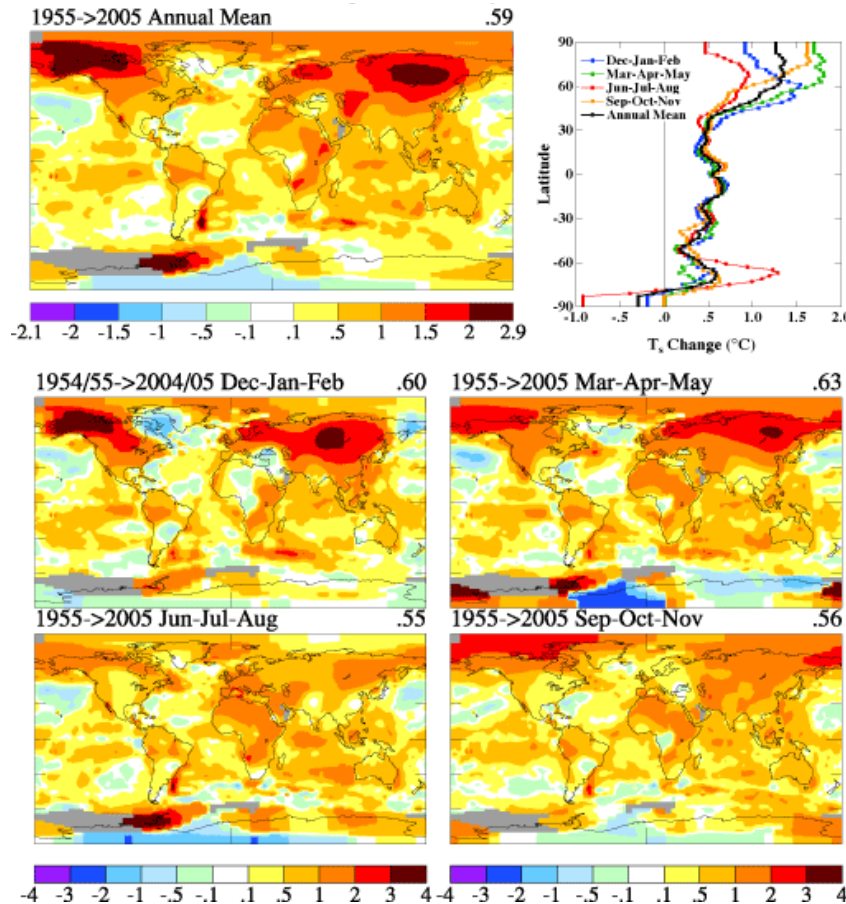 1955->2005 Annual Mean .59
-2.1 -2 -1.5 -1 -.5 -.1 .1 .5 1 1.5 2 2.9
90
60
30
0
-30
-60
-90
Latitude
Dec-Jan-Feb
Mar-Apr-May
Jun-Jul-Aug
Sep-Oct-Nov
Annual Mean
-1.0 -.5 .0 .5 1.0 1.5 2.0
Ts Change (°C)
1954/55->2004/05 Dec-Jan-Feb .60
1955->2005 Mar-Apr-May .63
1955->2005 Jun-Jul-Aug .55
1955->2005 Sep-Oct-Nov .56
-4 -3 -2 -1 -.5 -.1 .1 .5 1 2 3 4
-4 -3 -2 -1 -.5 -.1 .1 .5 1 2 3 4